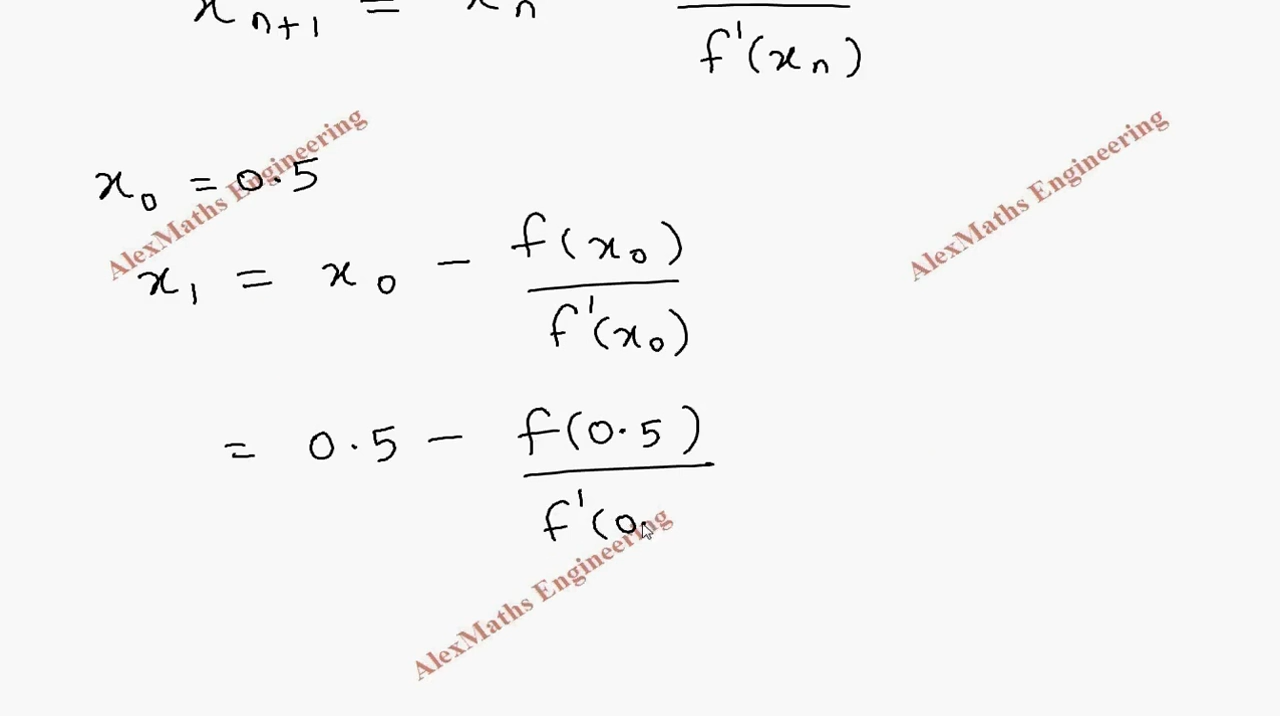 x_{n+1} = x_n
f'(x_n)
x_0 = 0.5
x_1 = x_0 - f(x_0)
f'(x_0)
= 0.5 - f(0.5)
f'(0.
AlexMaths Engineering
AlexMaths Engineering
AlexMaths Engineering